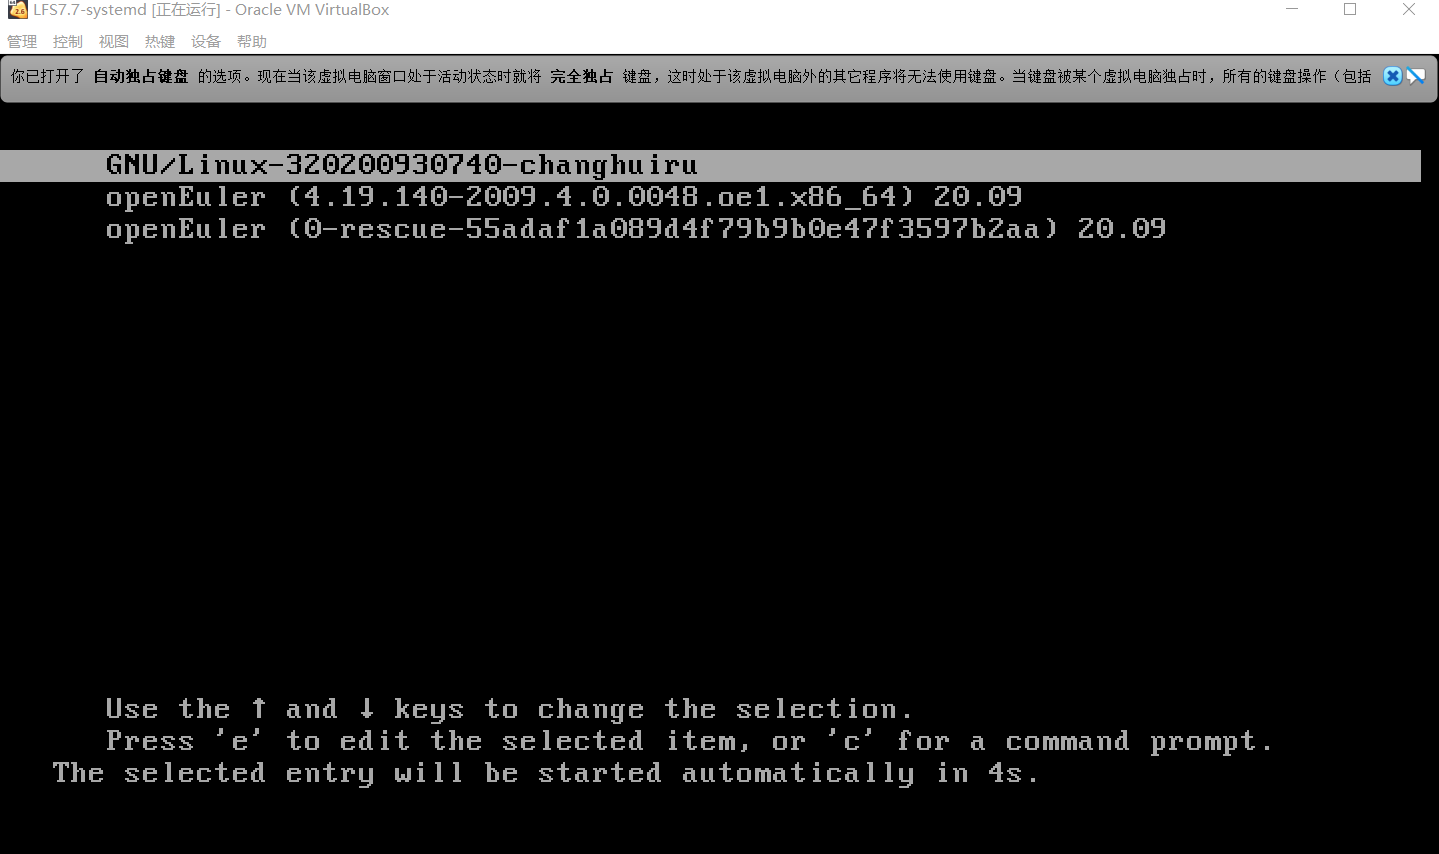 LFS7.7-systemd [正在运行] - Oracle VM VirtualBox
管理 控制 视图 热键 设备 帮助
你已打开了 自动独占键盘 的选项。现在当该虚拟电脑窗口处于活动状态时就将 完全独占 键盘，这时处于该虚拟电脑外的其它程序将无法使用键盘。当键盘被某个虚拟电脑独占时，所有的键盘操作（包括
GNU/Linux-320200930740-changhuiru
openEuler (4.19.140-2009.4.0.0048.oe1.x86_64) 20.09
openEuler (0-rescue-55adaf1a089d4f79b9b0e47f3597b2aa) 20.09
Use the ↑ and ↓ keys to change the selection.
Press 'e' to edit the selected item, or 'c' for a command prompt.
The selected entry will be started automatically in 4s.